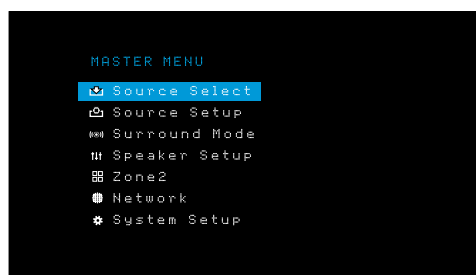 MASTER MENU
Source Select
Source Setup
Surround Mode
Speaker Setup
Zone2
Network
System Setup